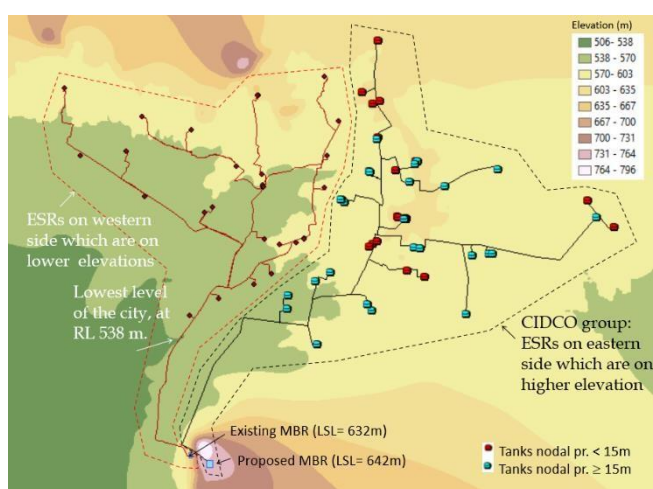 Elevation (m)
506- 538
538 - 570
570 - 603
603 - 635
635 - 667
667 - 700
700 - 731
731 - 764
764 - 796
ESRs on western
side which are on
lower elevations
Lowest level
of the city, at
RL 538 m.
CIDCO group:
ESRs on eastern
side which are on
higher elevation
Existing MBR (LSL= 632m)
Proposed MBR (LSL= 642m)
Tanks nodal pr. < 15m
Tanks nodal pr. ≥ 15m